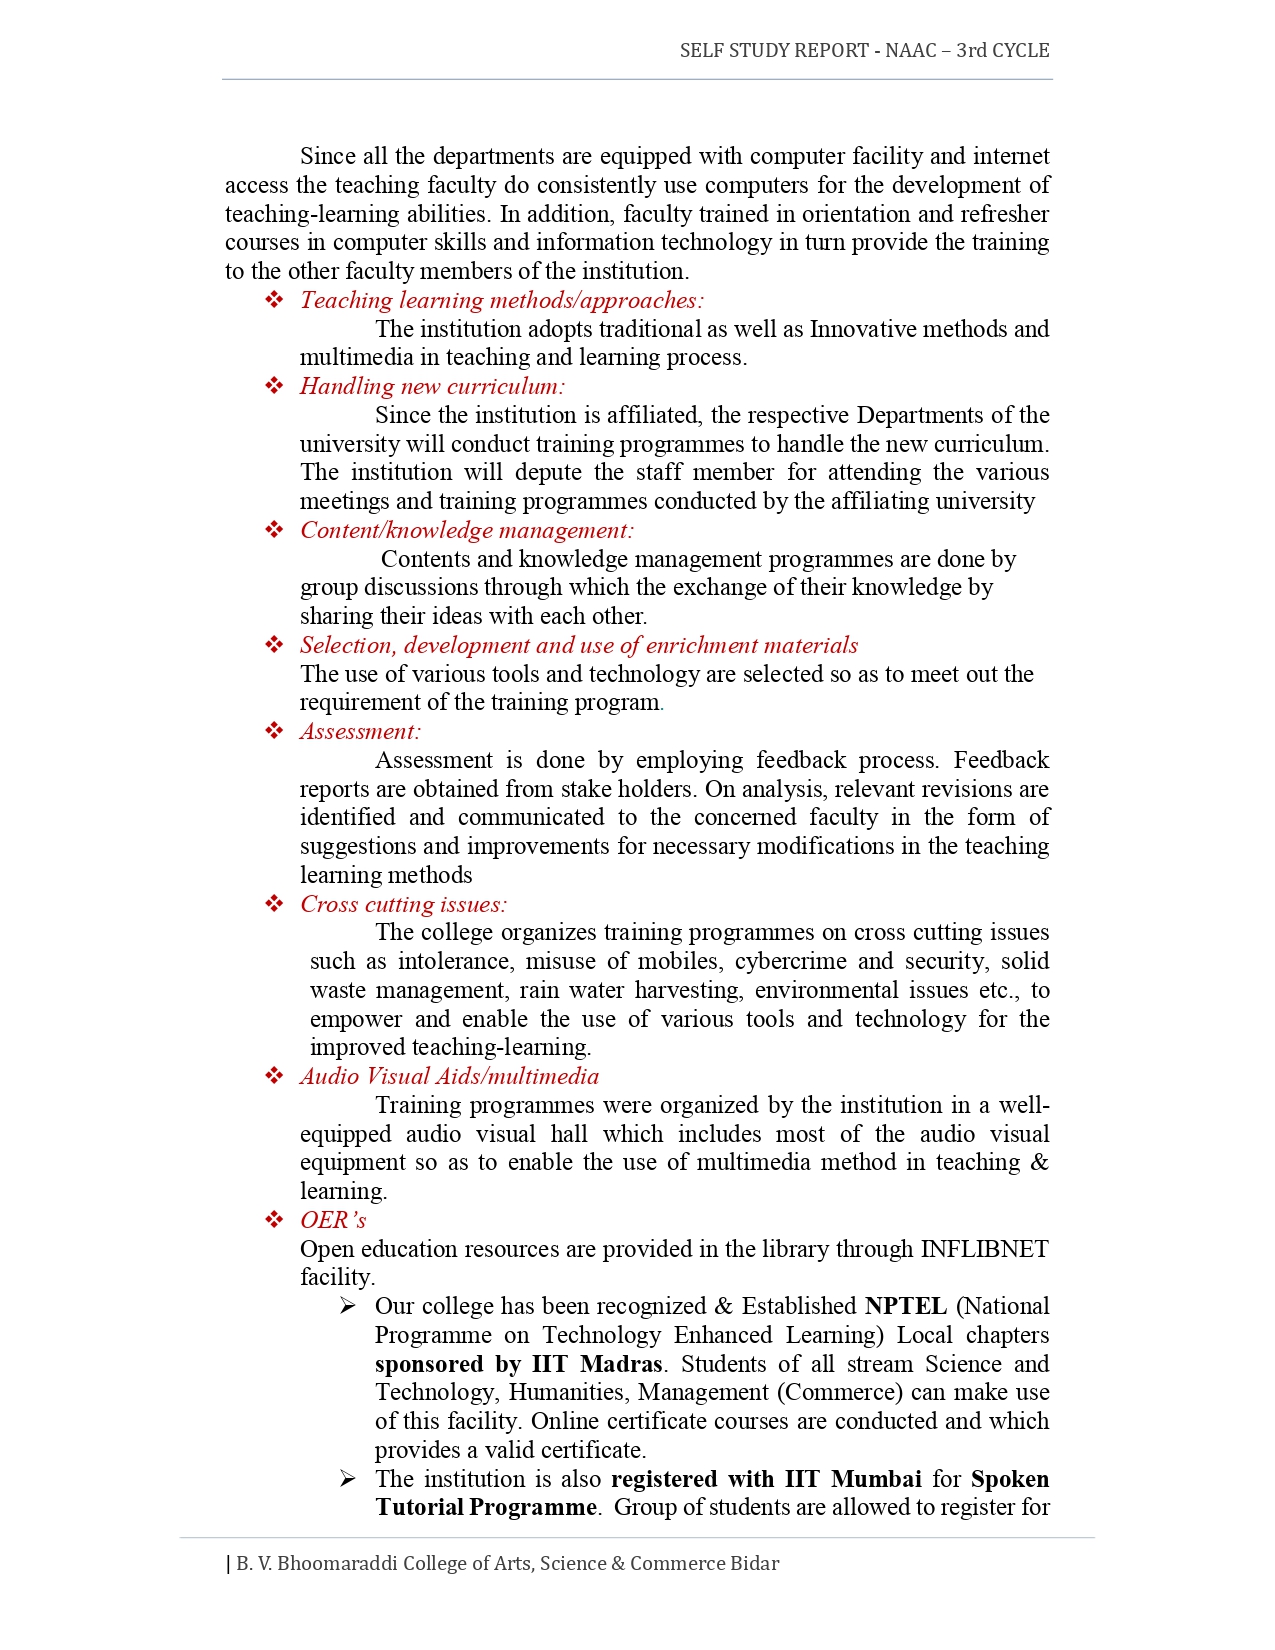 SELF STUDY REPORT - NAAC – 3rd CYCLE
Since all the departments are equipped with computer facility and internet
access the teaching faculty do consistently use computers for the development of
teaching-learning abilities. In addition, faculty trained in orientation and refresher
courses in computer skills and information technology in turn provide the training
to the other faculty members of the institution.
❖ Teaching learning methods/approaches:
The institution adopts traditional as well as Innovative methods and
multimedia in teaching and learning process.
❖ Handling new curriculum:
Since the institution is affiliated, the respective Departments of the
university will conduct training programmes to handle the new curriculum.
The institution will depute the staff member for attending the various
meetings and training programmes conducted by the affiliating university
❖ Content/knowledge management:
Contents and knowledge management programmes are done by
group discussions through which the exchange of their knowledge by
sharing their ideas with each other.
❖ Selection, development and use of enrichment materials
The use of various tools and technology are selected so as to meet out the
requirement of the training program.
❖ Assessment:
Assessment is done by employing feedback process. Feedback
reports are obtained from stake holders. On analysis, relevant revisions are
identified and communicated to the concerned faculty in the form of
suggestions and improvements for necessary modifications in the teaching
learning methods
❖ Cross cutting issues:
The college organizes training programmes on cross cutting issues
such as intolerance, misuse of mobiles, cybercrime and security, solid
waste management, rain water harvesting, environmental issues etc., to
empower and enable the use of various tools and technology for the
improved teaching-learning.
❖ Audio Visual Aids/multimedia
Training programmes were organized by the institution in a well-
equipped audio visual hall which includes most of the audio visual
equipment so as to enable the use of multimedia method in teaching &
learning.
❖ OER’s
Open education resources are provided in the library through INFLIBNET
facility.
➢ Our college has been recognized & Established NPTEL (National
Programme on Technology Enhanced Learning) Local chapters
sponsored by IIT Madras. Students of all stream Science and
Technology, Humanities, Management (Commerce) can make use
of this facility. Online certificate courses are conducted and which
provides a valid certificate.
➢ The institution is also registered with IIT Mumbai for Spoken
Tutorial Programme. Group of students are allowed to register for
| B. V. Bhoomaraddi College of Arts, Science & Commerce Bidar